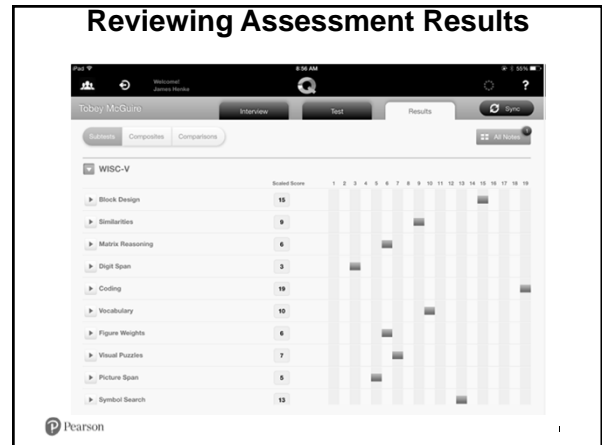 Reviewing Assessment Results
iPad 8:56 AM 55%
Welcome!
James Henke
Q ?
Tobey McGuire Interview Test Results Sync
Subtests Composites Comparisons All Notes 1
WISC-V
Scaled Score 1 2 3 4 5 6 7 8 9 10 11 12 13 14 15 16 17 18 19
Block Design 15
Similarities 9
Matrix Reasoning 6
Digit Span 3
Coding 19
Vocabulary 10
Figure Weights 6
Visual Puzzles 7
Picture Span 5
Symbol Search 13
P Pearson